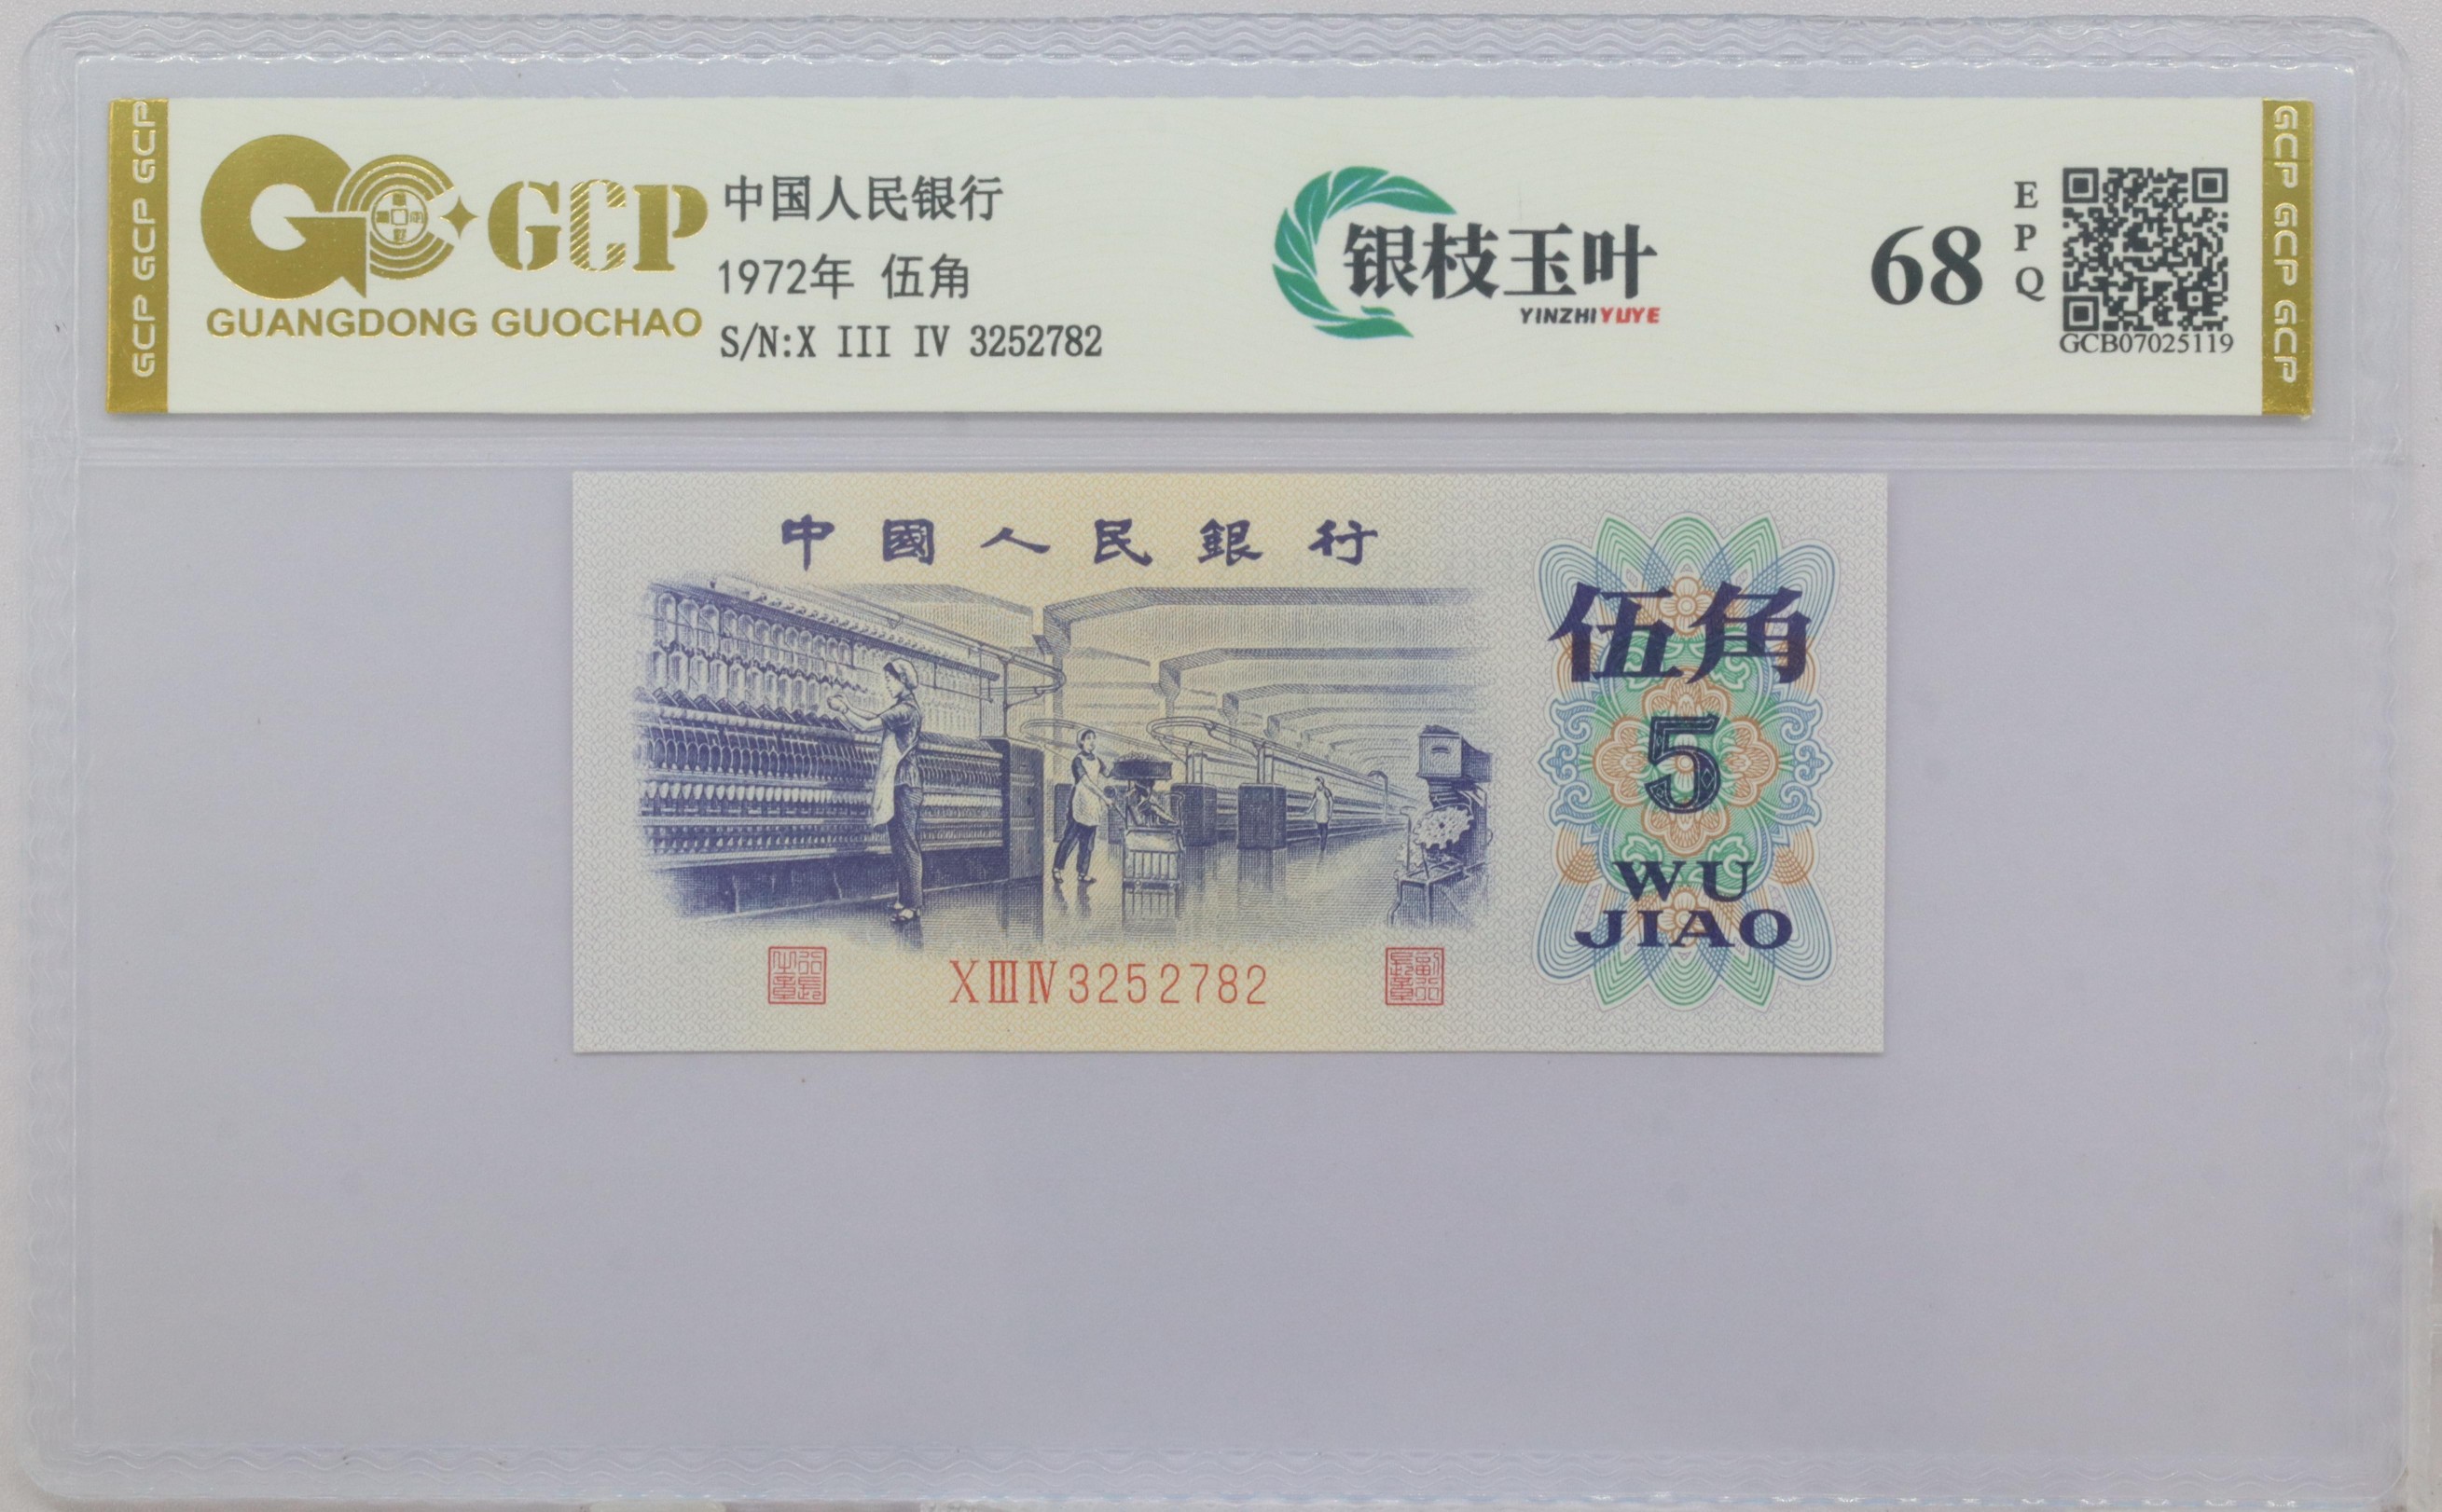 GCP GCP GCP
GCP
GUANGDONG GUOCHAO
中国人民银行
1972年 伍角
S/N:X III IV 3252782
银枝玉叶
YINZHIYUYE
68
EPQ
GCB07025119
GCP GCP GCP
中國人民銀行
伍角
5
WU
JIAO
XⅢⅣ3252782